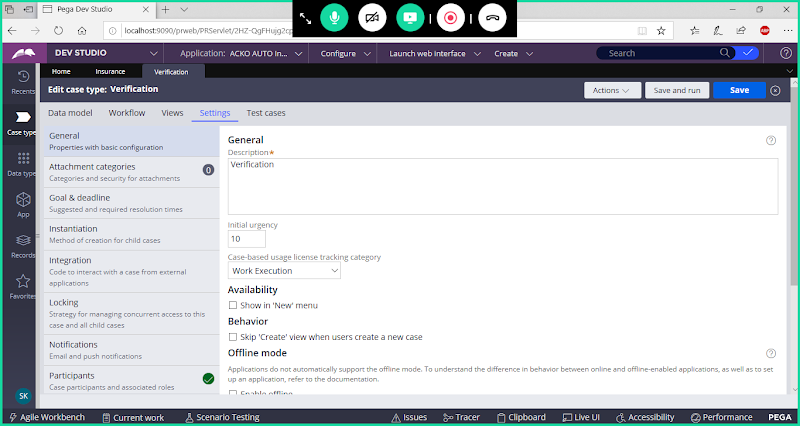 Pega Dev Studio
localhost:9090/prweb/PRServlet/2HZ-QgFHujg2cp
DEV STUDIO
Application: ACKO AUTO In...
Configure
Launch web interface
Create
Search
Recents
Case type
Data type
App
Records
Favorite
SK
Home
Insurance
Verification
Edit case type: Verification
Actions
Save and run
Save
Data model
Workflow
Views
Settings
Test cases
General
Properties with basic configuration
Attachment categories
0
Categories and security for attachments
Goal & deadline
Suggested and required resolution times
Instantiation
Method of creation for child cases
Integration
Code to interact with a case from external
applications
Locking
Strategy for managing concurrent access to this
case and all child cases
Notifications
Email and push notifications
Participants
Case participants and associated roles
General
Description★
Verification
Initial urgency
10
Case-based usage license tracking category
Work Execution
Availability
Show in 'New' menu
Behavior
Skip 'Create' view when users create a new case
Offline mode
Applications do not automatically support the offline mode. To understand the difference in behavior between online and offline-enabled applications, as well as to set
up an application, refer to the documentation.
Enable offline
Agile Workbench
Current work
Scenario Testing
Issues
Tracer
Clipboard
Live UI
Accessibility
Performance
PEGA